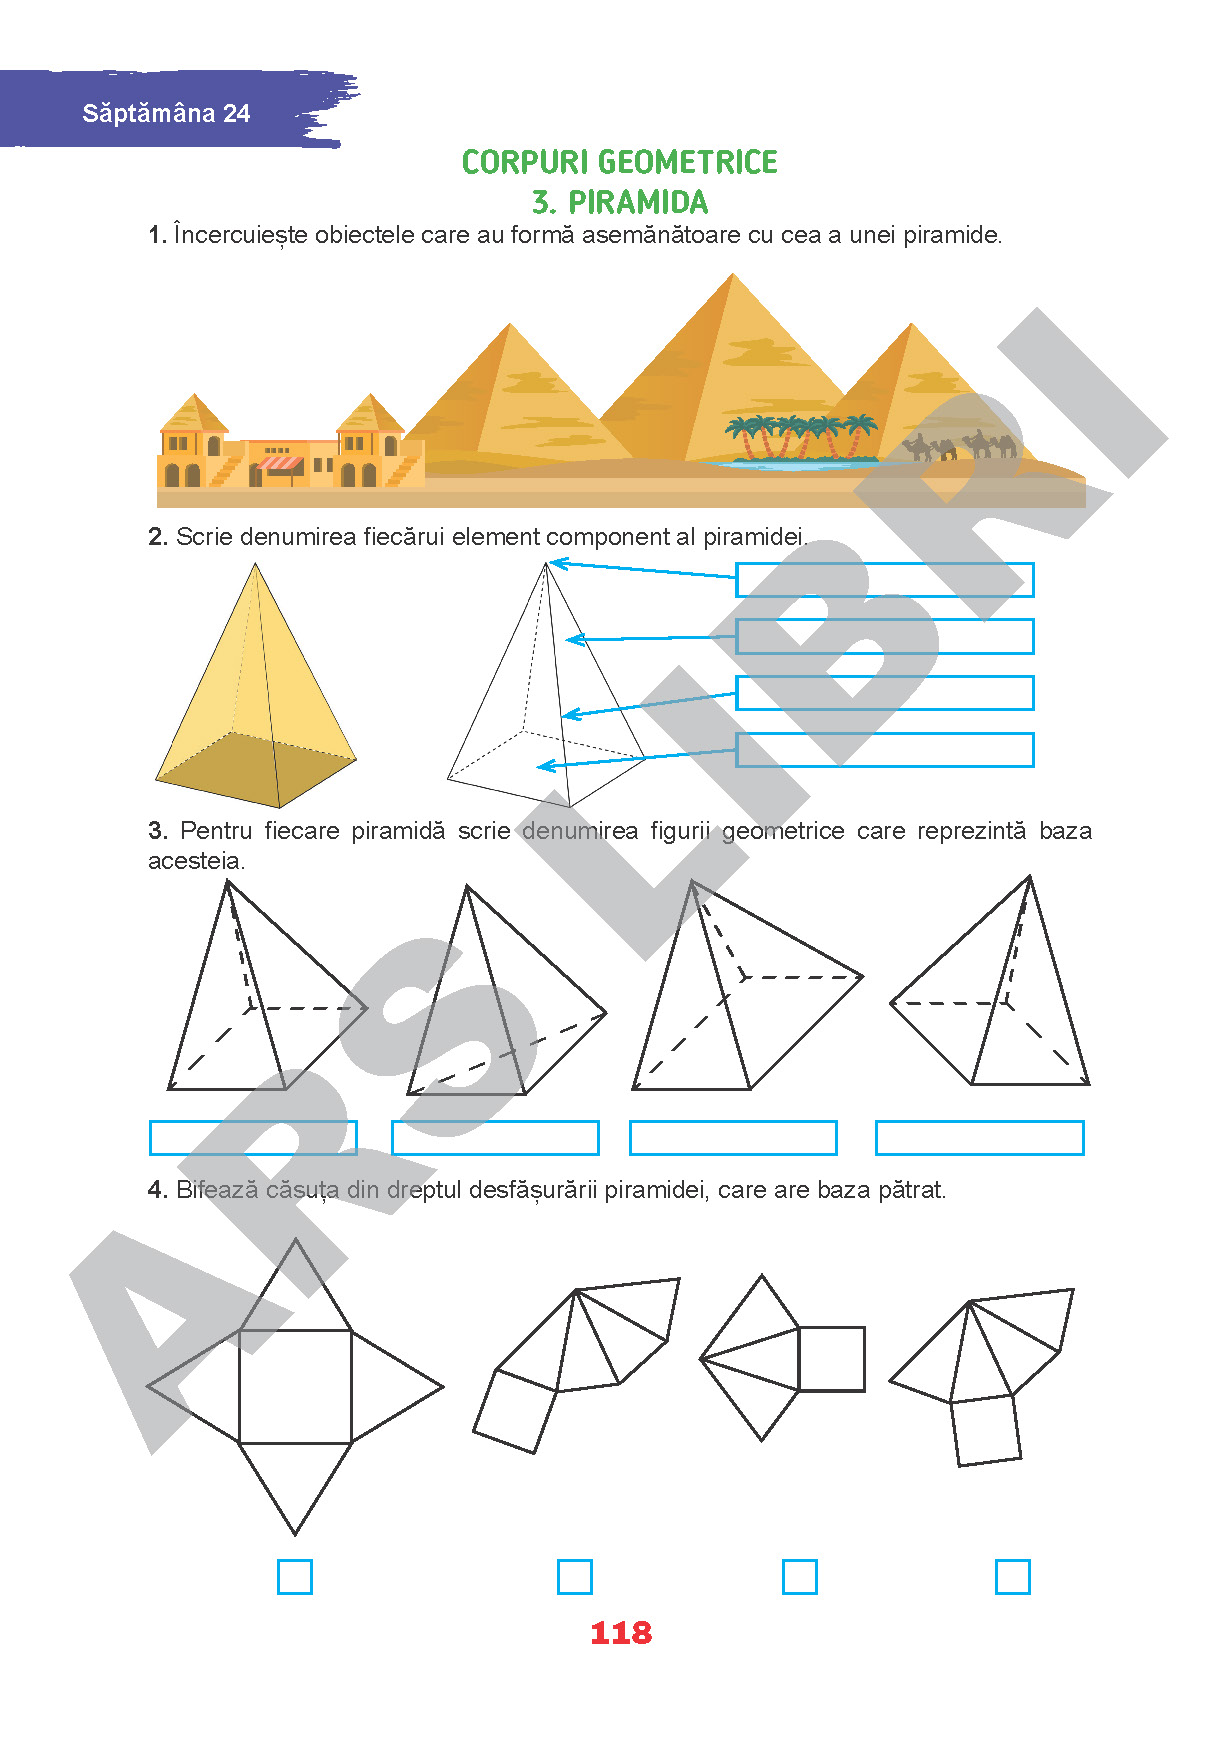 Săptămâna 24
CORPURI GEOMETRICE
3. PIRAMIDA
1. Încercuiește obiectele care au formă asemănătoare cu cea a unei piramide.
2. Scrie denumirea fiecărui element component al piramidei.
3. Pentru fiecare piramidă scrie denumirea figurii geometrice care reprezintă baza
acesteia.
4. Bifează căsuța din dreptul desfășurării piramidei, care are baza pătrat.
118
ARS LIBRI